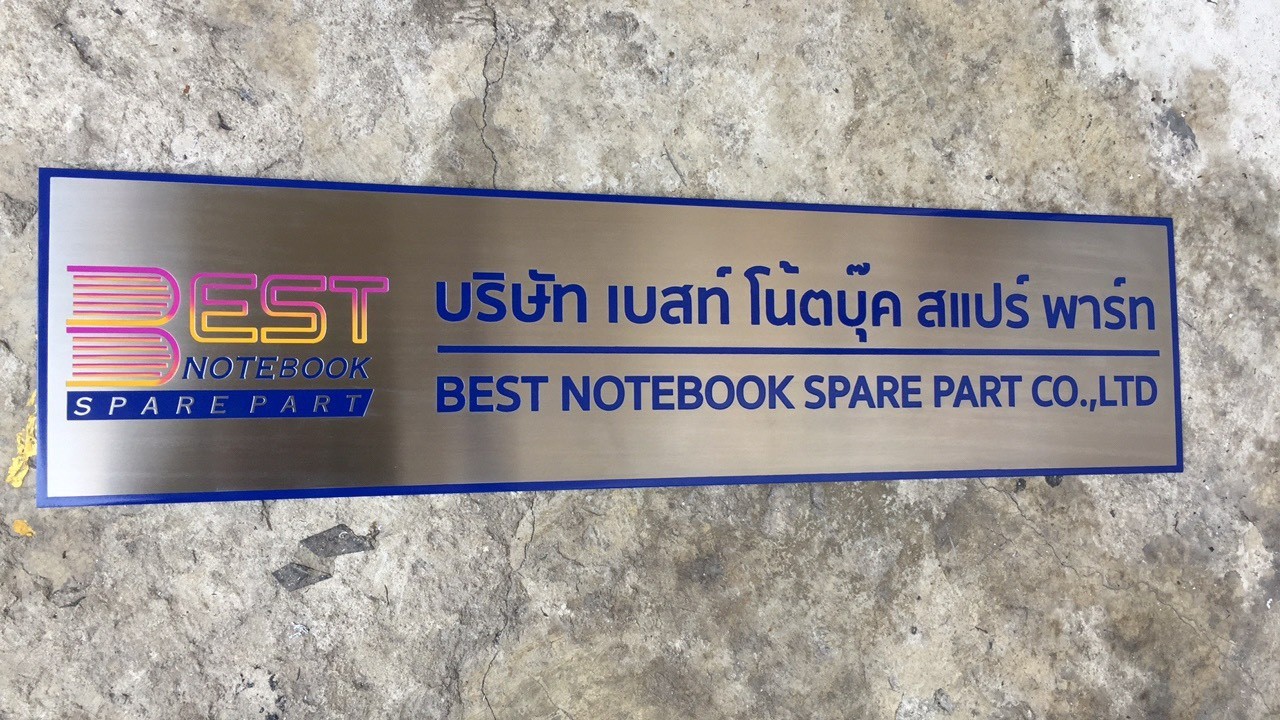 BEST
NOTEBOOK
SPARE PART
บริษัท เบสท์ โน้ตบุ๊ค สแปร์ พาร์ท
BEST NOTEBOOK SPARE PART CO.,LTD